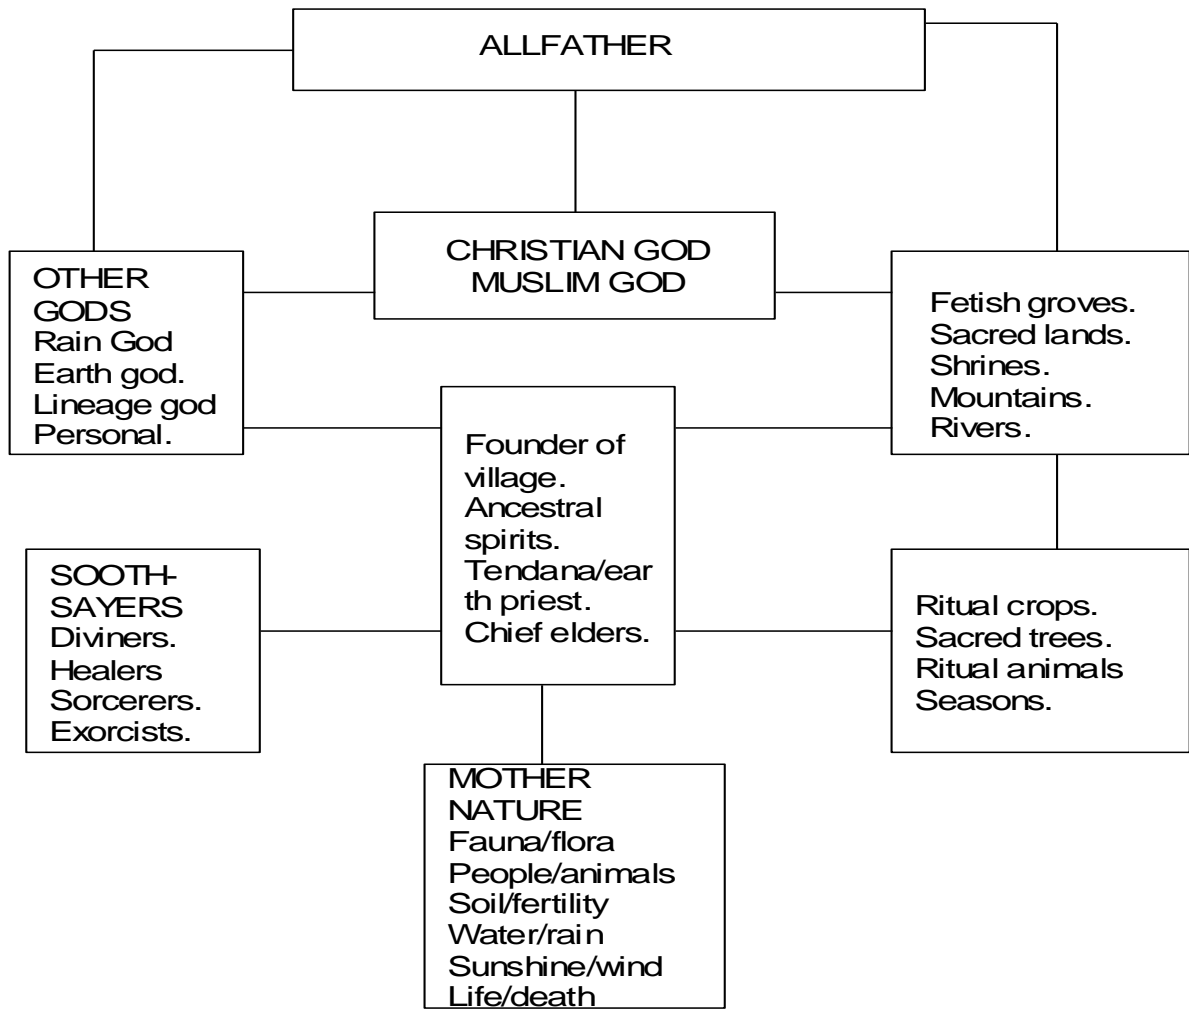 ALLFATHER
CHRISTIAN GOD
MUSLIM GOD
OTHER
GODS
Rain God
Earth god.
Lineage god
Personal.
Fetish groves.
Sacred lands.
Shrines.
Mountains.
Rivers.
Founder of
village.
Ancestral
spirits.
Tendana/ear
th priest.
Chief elders.
SOOTH-
SAYERS
Diviners.
Healers
Sorcerers.
Exorcists.
Ritual crops.
Sacred trees.
Ritual animals
Seasons.
MOTHER
NATURE
Fauna/flora
People/animals
Soil/fertility
Water/rain
Sunshine/wind
Life/death